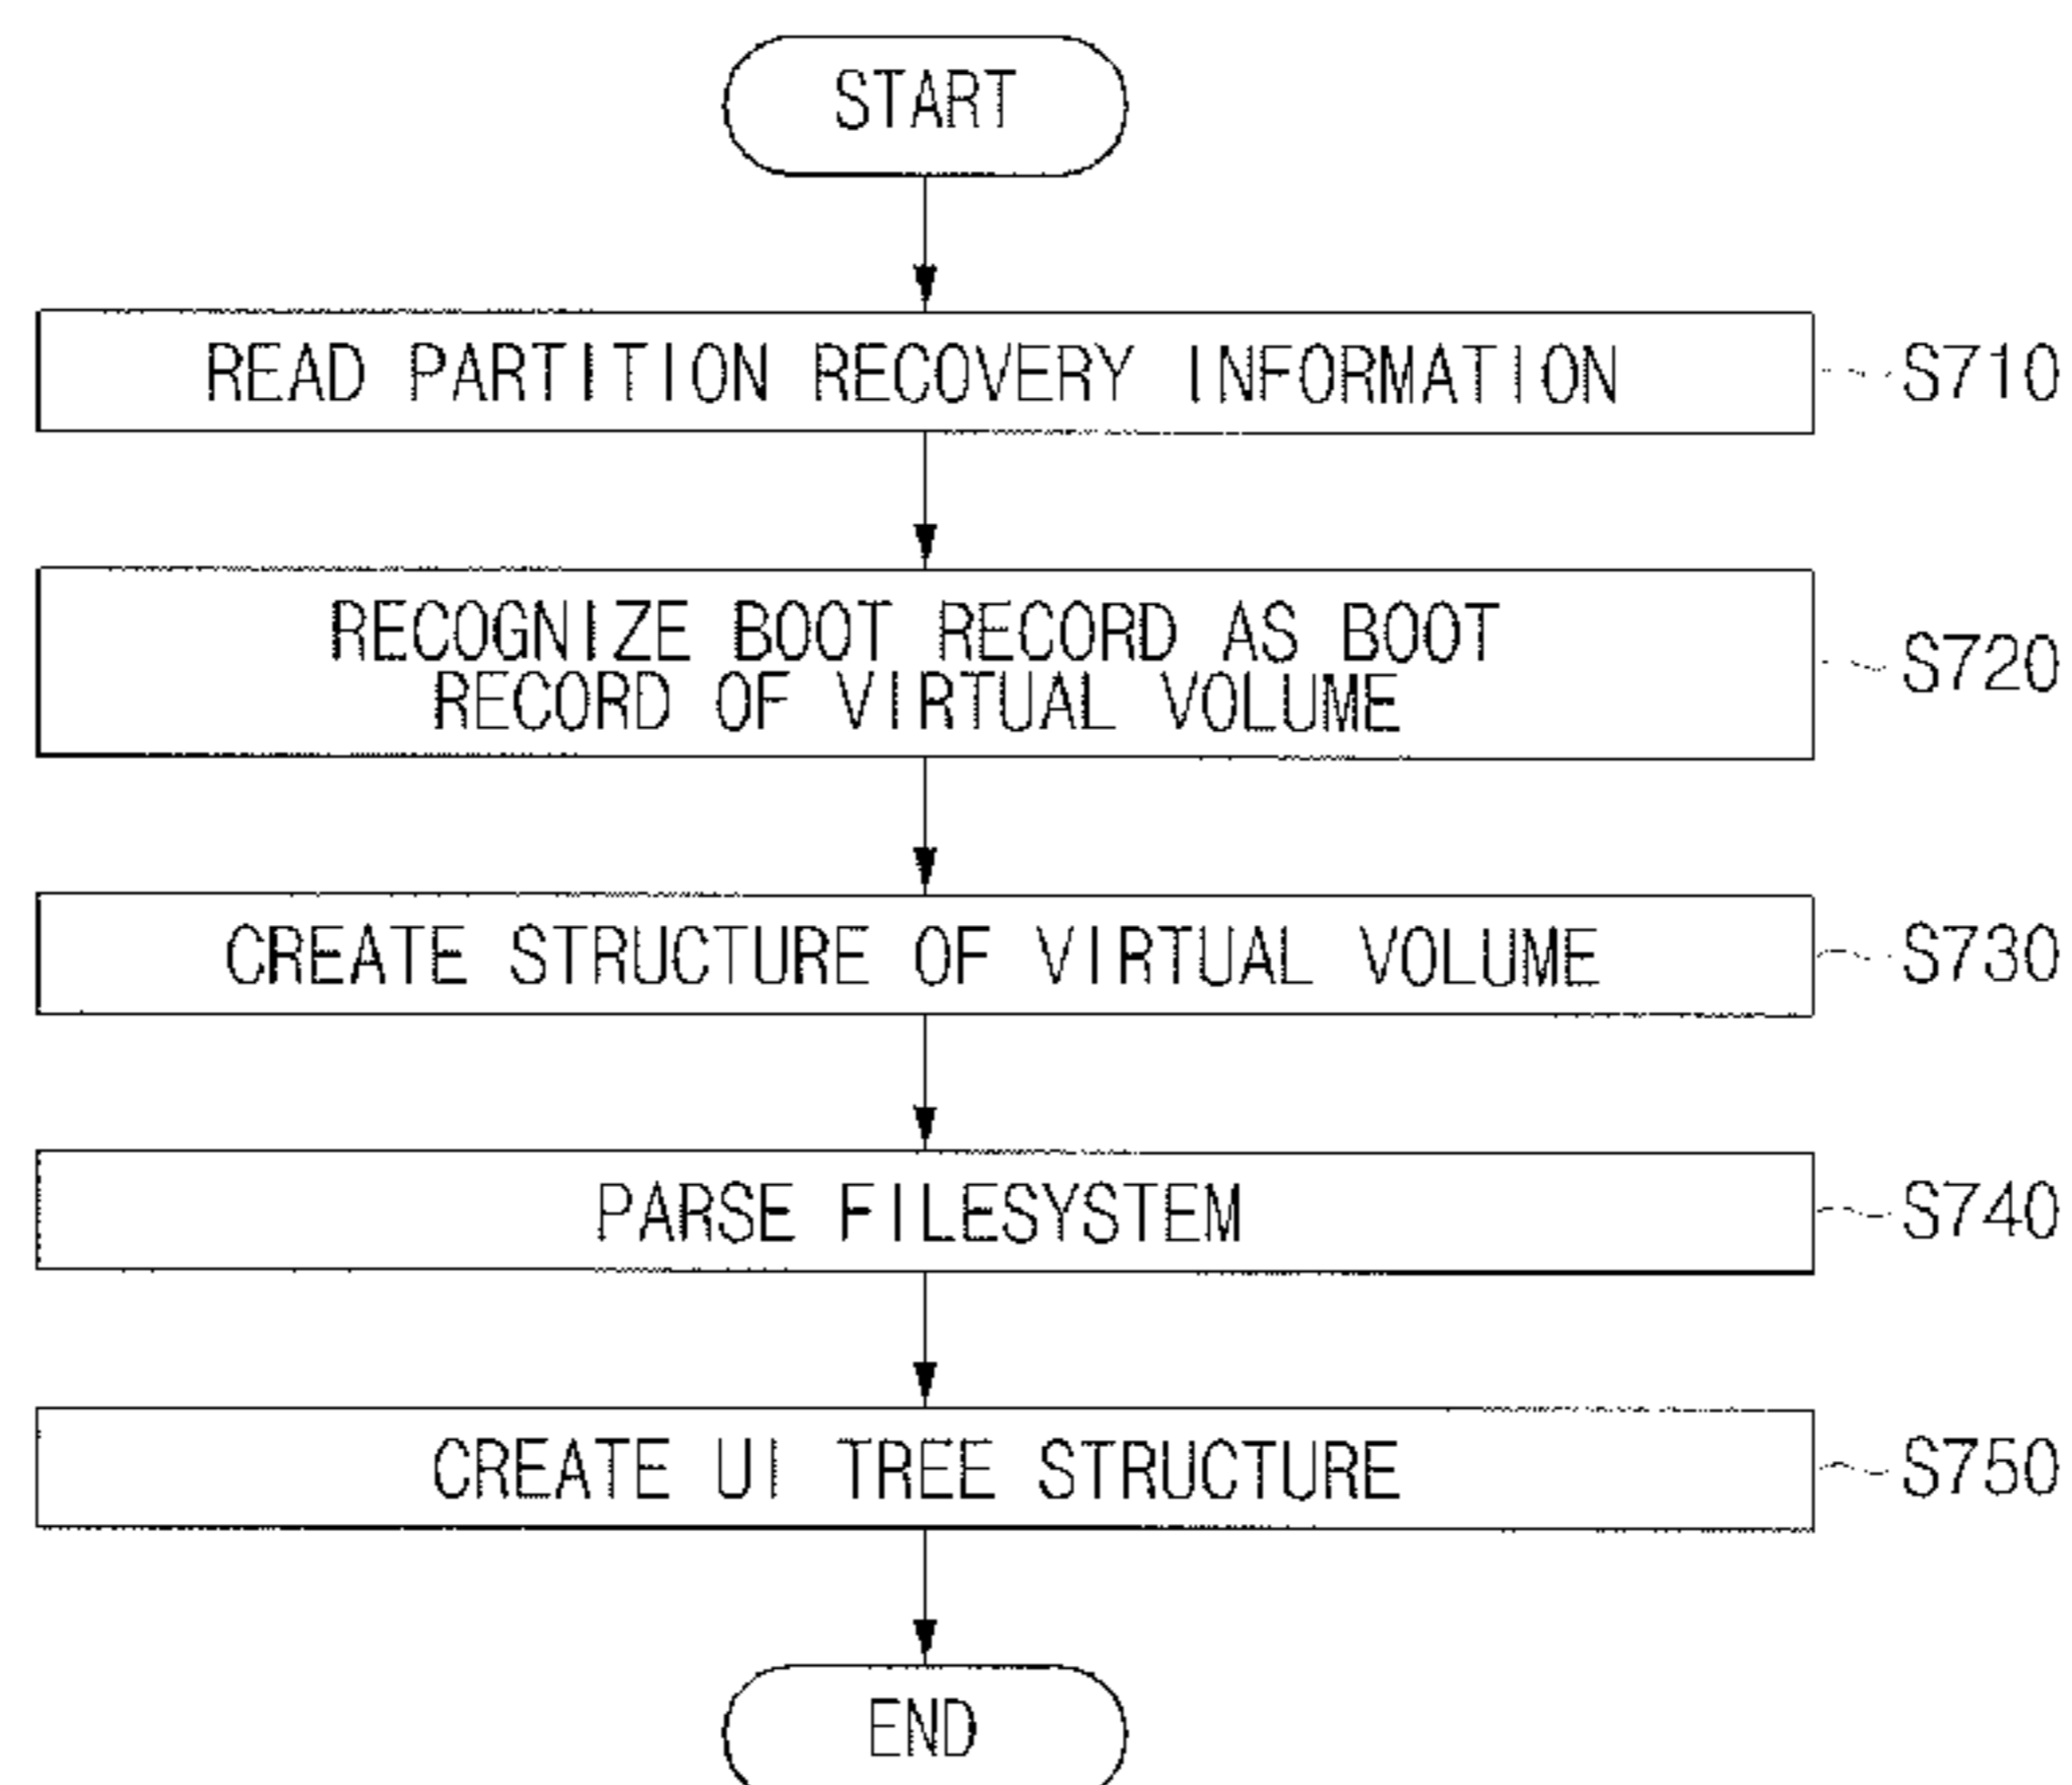 START
READ PARTITION RECOVERY INFORMATION
S710
RECOGNIZE BOOT RECORD AS BOOT
RECORD OF VIRTUAL VOLUME
S720
CREATE STRUCTURE OF VIRTUAL VOLUME
S730
PARSE FILESYSTEM
S740
CREATE UI TREE STRUCTURE
S750
END